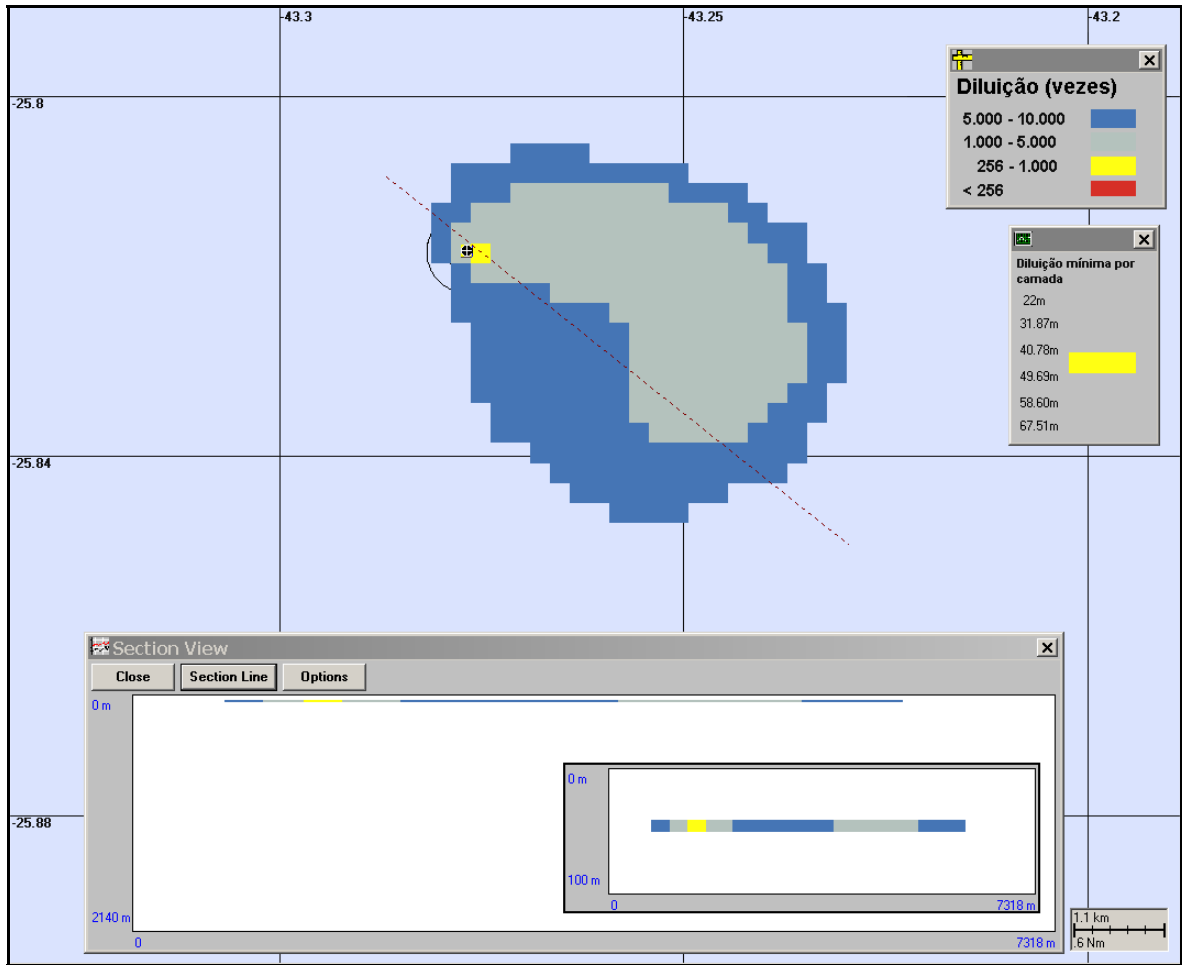 -43.3
-43.25
-43.2
-25.8
Diluição (vezes)
5.000 - 10.000
1.000 - 5.000
256 - 1.000
< 256
Diluição mínima por
camada
22m
31.87m
40.78m
49.69m
58.60m
67.51m
-25.84
Section View
Close
Section Line
Options
0 m
2140 m
0
7318 m
0 m
100 m
0
7318 m
-25.88
1.1 km
.6 Nm